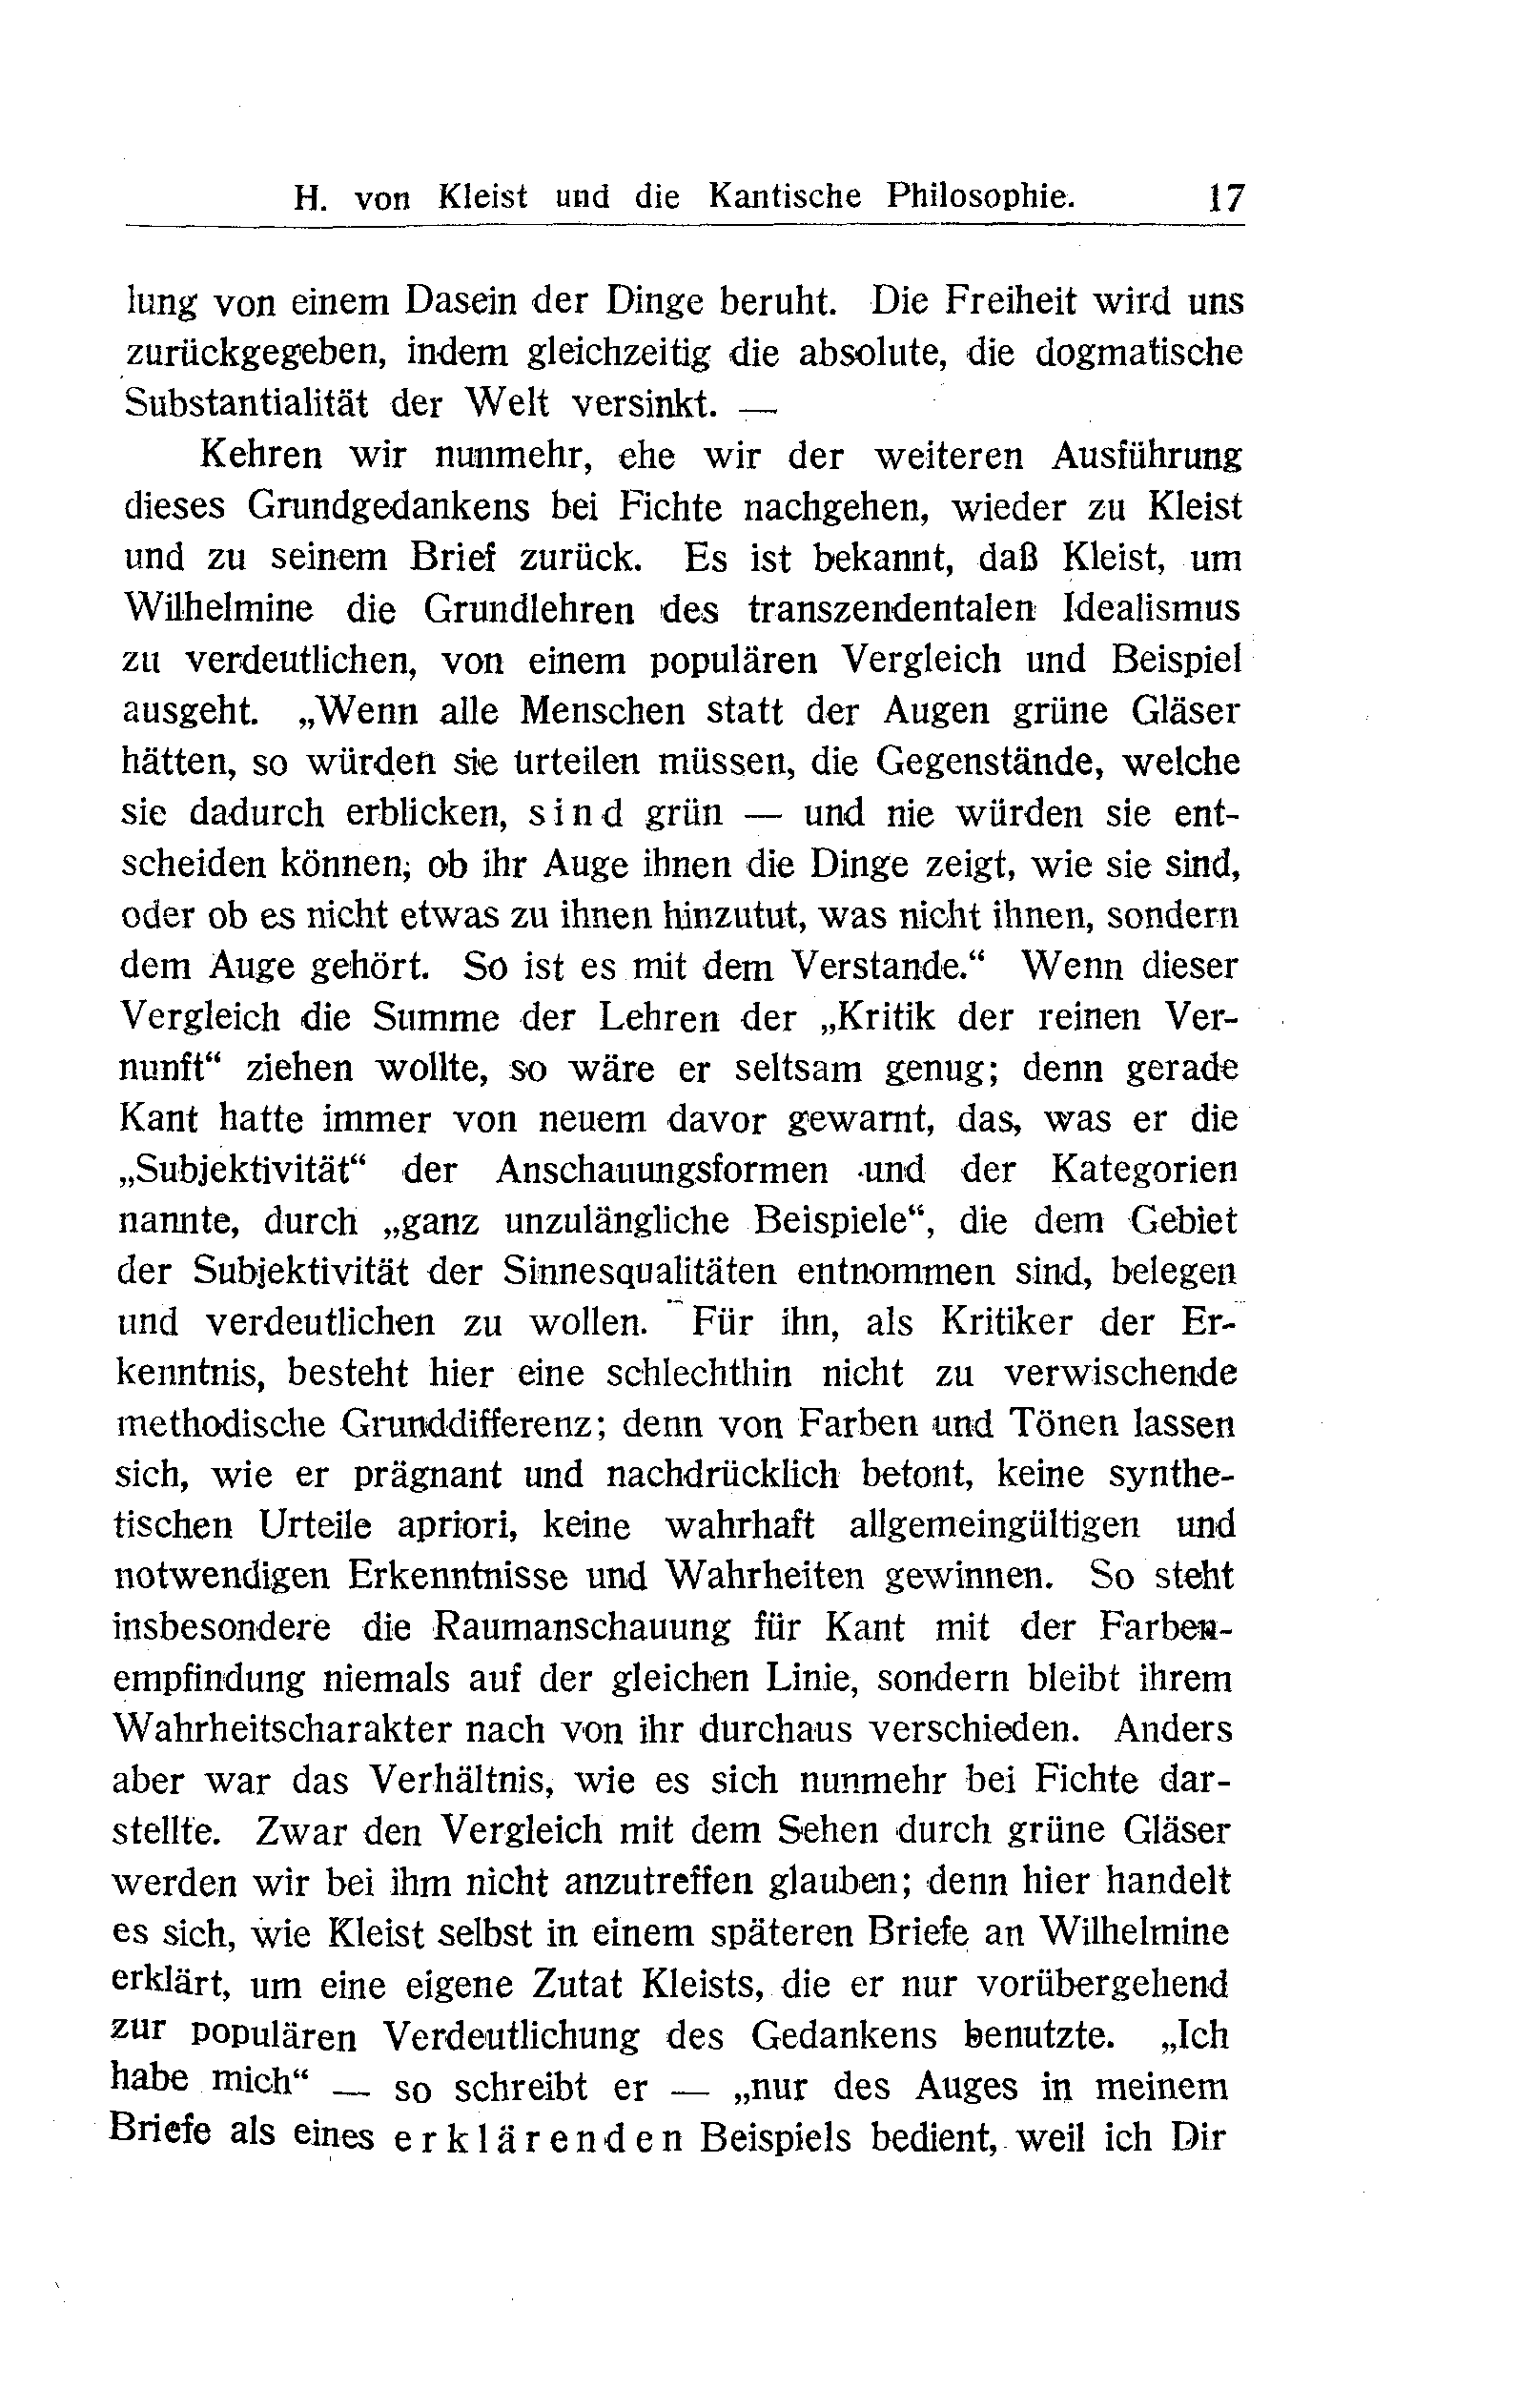 H. von Kleist und die Kantische Philosophie. 17
lung von einem Dasein der Dinge beruht. Die Freiheit wird uns
zurückgegeben, indem gleichzeitig die absolute, die dogmatische
Substantialität der Welt versinkt. —
Kehren wir nunmehr, ehe wir der weiteren Ausführung
dieses Grundgedankens bei Fichte nachgehen, wieder zu Kleist
und zu seinem Brief zurück. Es ist bekannt, daß Kleist, um
Wilhelmine die Grundlehren des transzendentalen Idealismus
zu verdeutlichen, von einem populären Vergleich und Beispiel
ausgeht. „Wenn alle Menschen statt der Augen grüne Gläser
hätten, so würden sie urteilen müssen, die Gegenstände, welche
sie dadurch erblicken, sind grün — und nie würden sie ent-
scheiden können, ob ihr Auge ihnen die Dinge zeigt, wie sie sind,
oder ob es nicht etwas zu ihnen hinzutut, was nicht ihnen, sondern
dem Auge gehört. So ist es mit dem Verstande.“ Wenn dieser
Vergleich die Summe der Lehren der „Kritik der reinen Ver-
nunft“ ziehen wollte, so wäre er seltsam genug; denn gerade
Kant hatte immer von neuem davor gewarnt, das, was er die
„Subjektivität“ der Anschauungsformen und der Kategorien
nannte, durch „ganz unzulängliche Beispiele“, die dem Gebiet
der Subjektivität der Sinnesqualitäten entnommen sind, belegen
und verdeutlichen zu wollen. Für ihn, als Kritiker der Er-
kenntnis, besteht hier eine schlechthin nicht zu verwischende
methodische Grunddifferenz; denn von Farben und Tönen lassen
sich, wie er prägnant und nachdrücklich betont, keine synthe-
tischen Urteile apriori, keine wahrhaft allgemeingültigen und
notwendigen Erkenntnisse und Wahrheiten gewinnen. So steht
insbesondere die Raumanschauung für Kant mit der Farben-
empfindung niemals auf der gleichen Linie, sondern bleibt ihrem
Wahrheitscharakter nach von ihr durchaus verschieden. Anders
aber war das Verhältnis, wie es sich nunmehr bei Fichte dar-
stellte. Zwar den Vergleich mit dem Sehen durch grüne Gläser
werden wir bei ihm nicht anzutreffen glauben; denn hier handelt
es sich, wie Kleist selbst in einem späteren Briefe an Wilhelmine
erklärt, um eine eigene Zutat Kleists, die er nur vorübergehend
zur populären Verdeutlichung des Gedankens benutzte. „Ich
habe mich“ — so schreibt er — „nur des Auges in meinem
Briefe als eines erklärenden Beispiels bedient, weil ich Dir